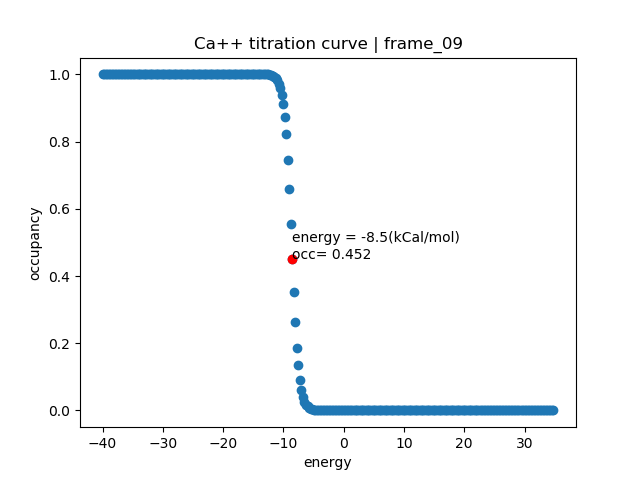 Ca++ titration curve | frame_09
1.0
0.8
0.6
0.4
0.2
0.0
occupancy
energy = -8.5(kCal/mol)
occ= 0.452
−40
−30
−20
−10
0
10
20
30
energy